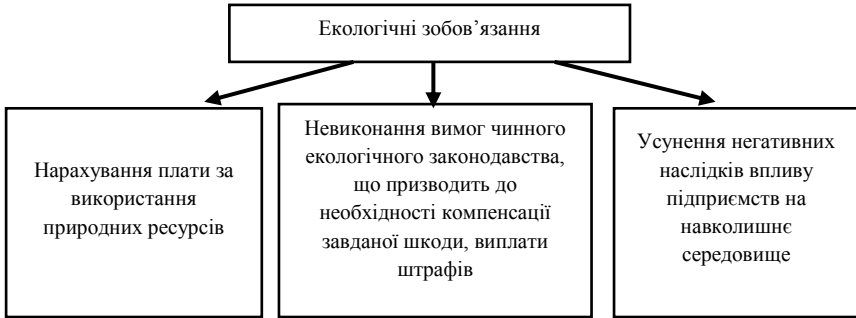 Екологічні зобов’язання
Нарахування плати за
використання
природних ресурсів
Невиконання вимог чинного
екологічного законодавства,
що призводить до
необхідності компенсації
завданої шкоди, виплати
штрафів
Усунення негативних
наслідків впливу
підприємств на
навколишнє
середовище